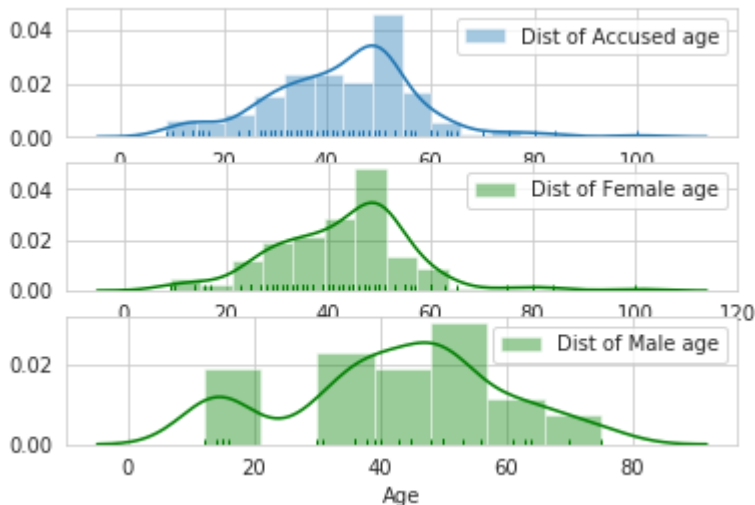 0.04
0.02
0.00
Dist of Accused age
0 20 40 60 80 100
0.04
0.02
0.00
Dist of Female age
0 20 40 60 80 100 120
0.02
0.00
Dist of Male age
0 20 40 60 80
Age